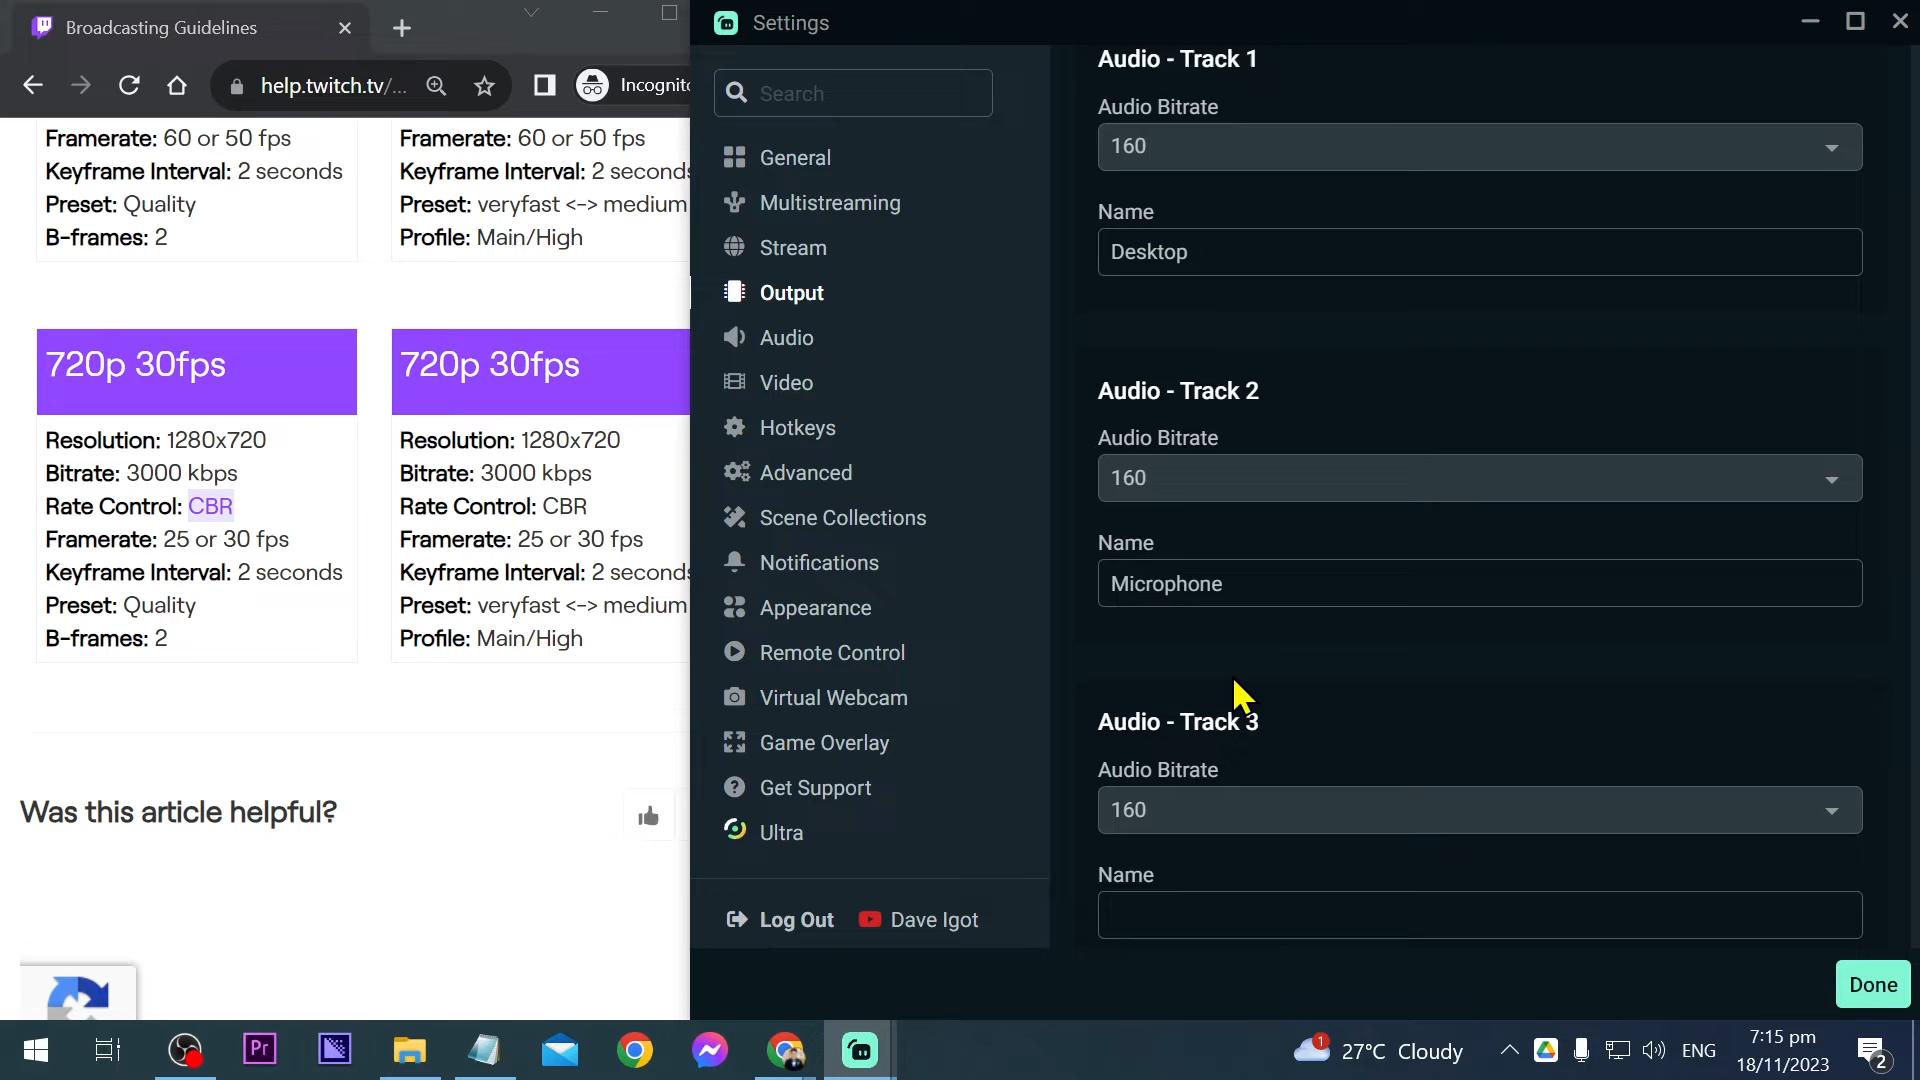 Broadcasting Guidelines
help.twitch.tv/...
Incognito
Framerate: 60 or 50 fps
Keyframe Interval: 2 seconds
Preset: Quality
B-frames: 2
Framerate: 60 or 50 fps
Keyframe Interval: 2 seconds
Preset: veryfast <-> medium
Profile: Main/High
720p 30fps
Resolution: 1280x720
Bitrate: 3000 kbps
Rate Control: CBR
Framerate: 25 or 30 fps
Keyframe Interval: 2 seconds
Preset: Quality
B-frames: 2
720p 30fps
Resolution: 1280x720
Bitrate: 3000 kbps
Rate Control: CBR
Framerate: 25 or 30 fps
Keyframe Interval: 2 seconds
Preset: veryfast <-> medium
Profile: Main/High
Was this article helpful?
Settings
Search
General
Multistreaming
Stream
Output
Audio
Video
Hotkeys
Advanced
Scene Collections
Notifications
Appearance
Remote Control
Virtual Webcam
Game Overlay
Get Support
Ultra
Log Out
Dave Igot
Audio - Track 1
Audio Bitrate
160
Name
Desktop
Audio - Track 2
Audio Bitrate
160
Name
Microphone
Audio - Track 3
Audio Bitrate
160
Name
Done
Pr
1
27°C Cloudy
ENG
7:15 pm
18/11/2023
2